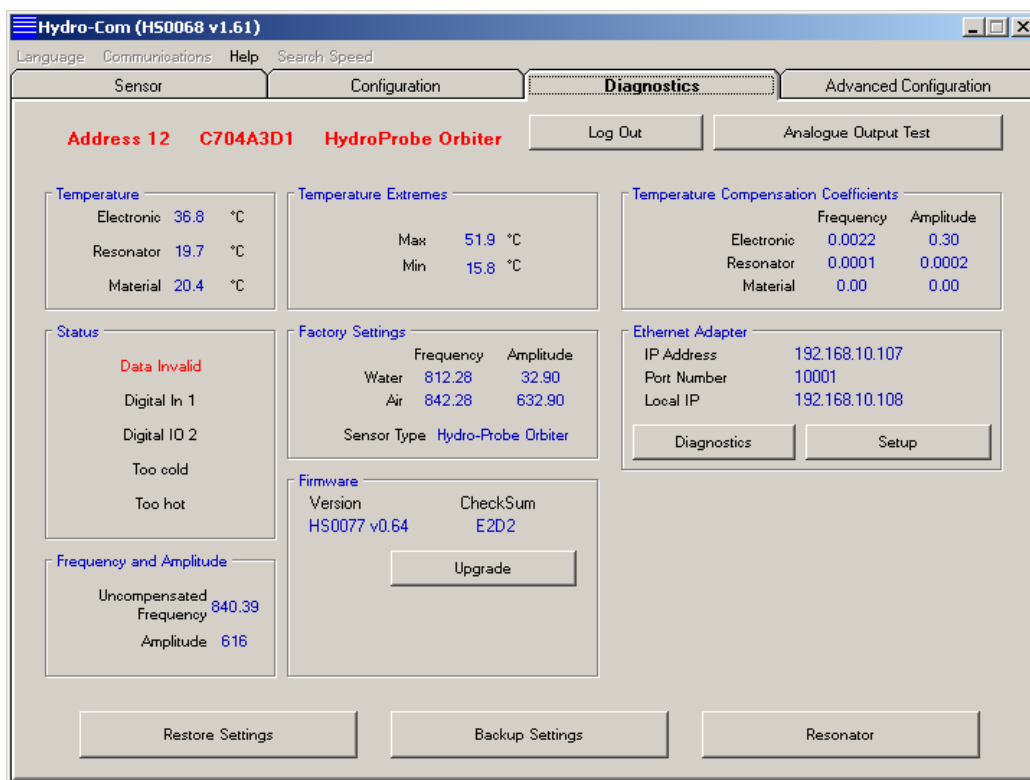 Hydro-Com (HS0068 v1.61)
Language Communications Help Search Speed
Sensor Configuration Diagnostics Advanced Configuration
Address 12 C704A3D1 HydroProbe Orbiter Log Out Analogue Output Test
Temperature
Electronic 36.8 °C
Resonator 19.7 °C
Material 20.4 °C
Temperature Extremes
Max 51.9 °C
Min 15.8 °C
Temperature Compensation Coefficients
Frequency Amplitude
Electronic 0.0022 0.30
Resonator 0.0001 0.0002
Material 0.00 0.00
Status
Data Invalid
Digital In 1
Digital IO 2
Too cold
Too hot
Factory Settings
Frequency Amplitude
Water 812.28 32.90
Air 842.28 632.90
Sensor Type Hydro-Probe Orbiter
Ethernet Adapter
IP Address 192.168.10.107
Port Number 10001
Local IP 192.168.10.108
Diagnostics Setup
Firmware
Version CheckSum
HS0077 v0.64 E2D2
Upgrade
Frequency and Amplitude
Uncompensated
Frequency 840.39
Amplitude 616
Restore Settings Backup Settings Resonator